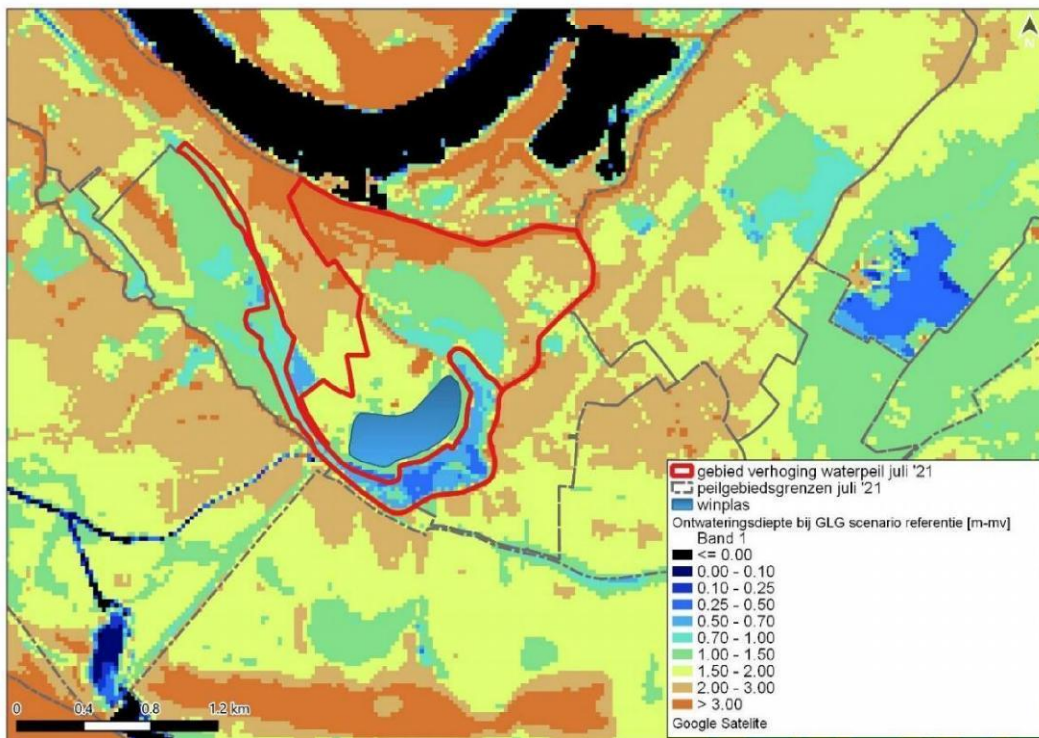 N
gebied verhoging waterpeil juli '21
peilgebiedsgrenzen juli '21
winplas
Ontwateringsdiepte bij GLG scenario referentie [m-mv]
Band 1
<= 0.00
0.00 - 0.10
0.10 - 0.25
0.25 - 0.50
0.50 - 0.70
0.70 - 1.00
1.00 - 1.50
1.50 - 2.00
2.00 - 3.00
> 3.00
Google Satelite
0 0.4 0.8 1.2 km